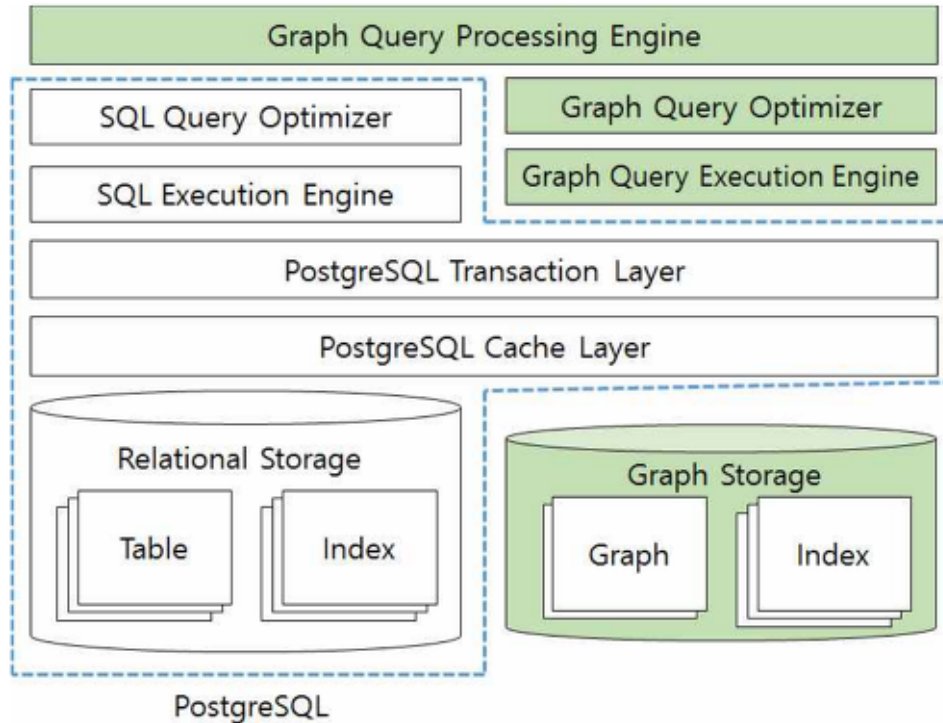 Graph Query Processing Engine
SQL Query Optimizer
Graph Query Optimizer
SQL Execution Engine
Graph Query Execution Engine
PostgreSQL Transaction Layer
PostgreSQL Cache Layer
Relational Storage
Table
Index
Graph Storage
Graph
Index
PostgreSQL